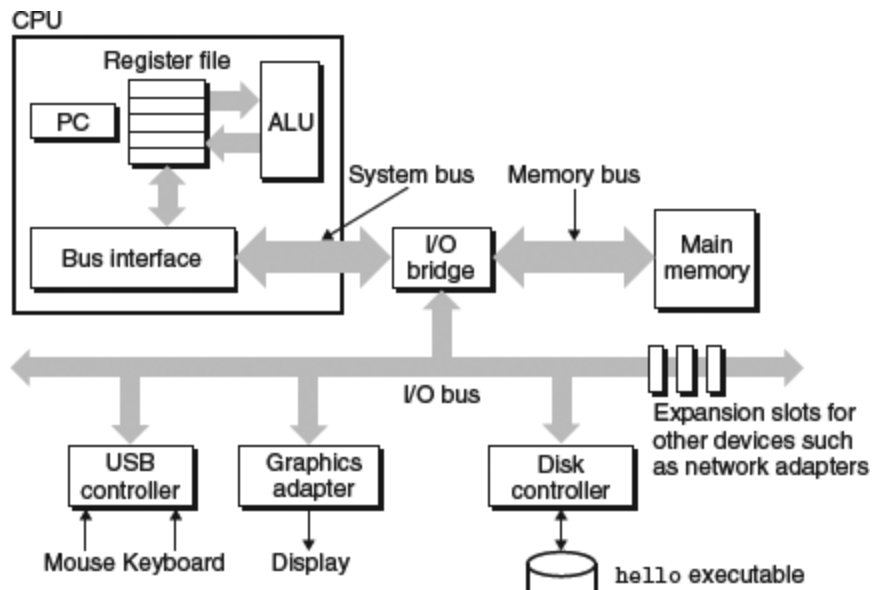 CPU
Register file
PC
ALU
System bus
Memory bus
Bus interface
I/O
bridge
Main
memory
I/O bus
Expansion slots for
other devices such
as network adapters
USB
controller
Graphics
adapter
Disk
controller
Mouse Keyboard
Display
hello executable